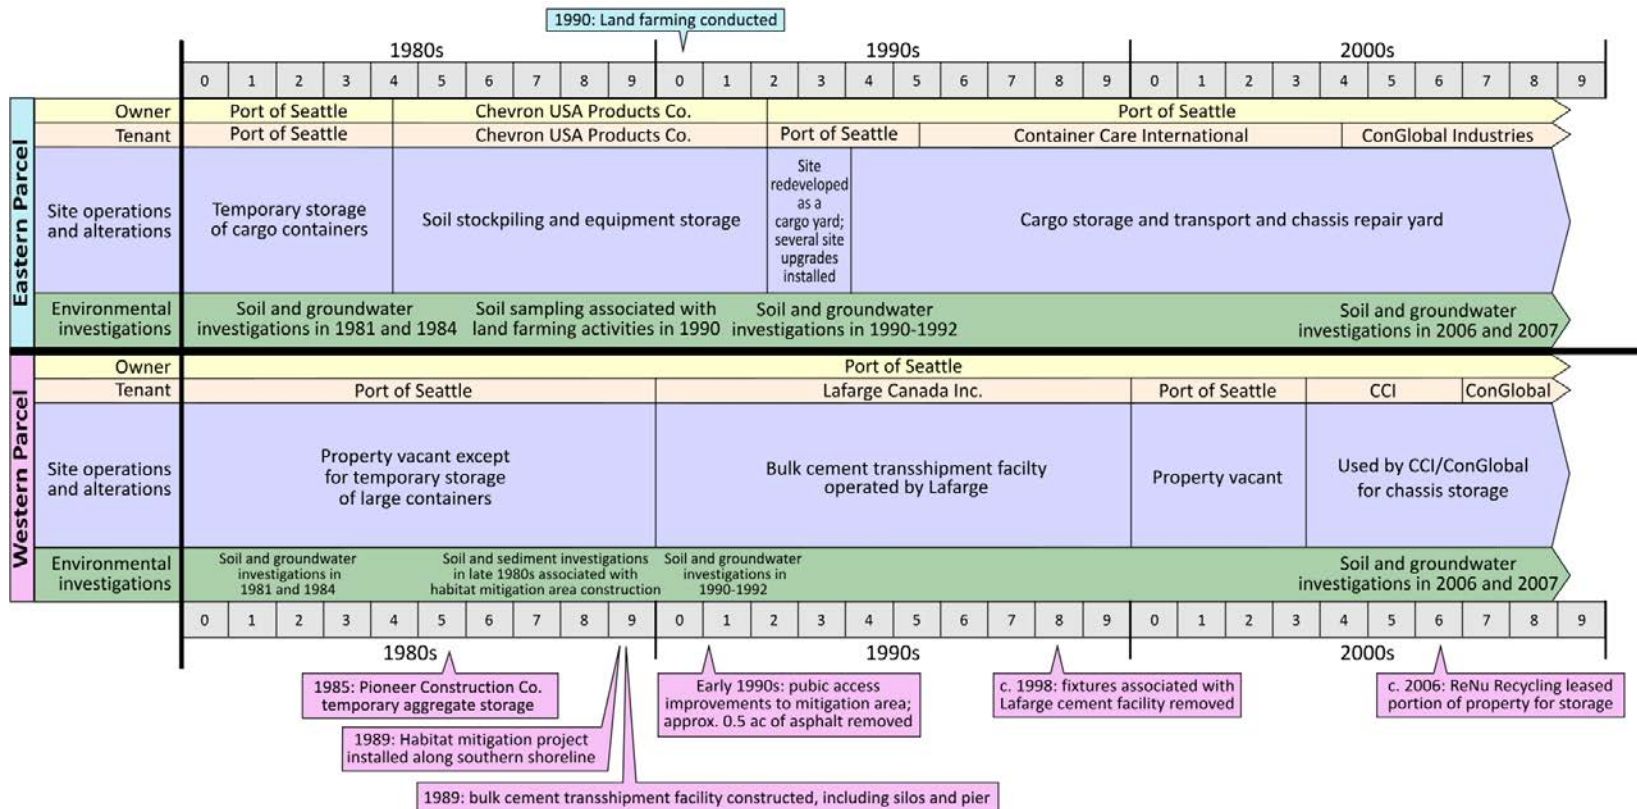 1990: Land farming conducted
1980s 1990s 2000s
0 1 2 3 4 5 6 7 8 9 0 1 2 3 4 5 6 7 8 9 0 1 2 3 4 5 6 7 8 9
Eastern Parcel
Owner Port of Seattle Chevron USA Products Co. Port of Seattle
Tenant Port of Seattle Chevron USA Products Co. Port of Seattle Container Care International ConGlobal Industries
Site operations
and alterations
Temporary storage
of cargo containers
Soil stockpiling and equipment storage
Site
redeveloped
as a
cargo yard;
several site
upgrades
installed
Cargo storage and transport and chassis repair yard
Environmental
investigations
Soil and groundwater
investigations in 1981 and 1984
Soil sampling associated with
land farming activities in 1990
Soil and groundwater
investigations in 1990-1992
Soil and groundwater
investigations in 2006 and 2007
Western Parcel
Owner Port of Seattle
Tenant Port of Seattle Lafarge Canada Inc. Port of Seattle CCI ConGlobal
Site operations
and alterations
Property vacant except
for temporary storage
of large containers
Bulk cement transshipment facilty
operated by Lafarge
Property vacant
Used by CCI/ConGlobal
for chassis storage
Environmental
investigations
Soil and groundwater
investigations in
1981 and 1984
Soil and sediment investigations
in late 1980s associated with
habitat mitigation area construction
Soil and groundwater
investigations in
1990-1992
Soil and groundwater
investigations in 2006 and 2007
0 1 2 3 4 5 6 7 8 9 0 1 2 3 4 5 6 7 8 9 0 1 2 3 4 5 6 7 8 9
1980s 1990s 2000s
1985: Pioneer Construction Co.
temporary aggregate storage
1989: Habitat mitigation project
installed along southern shoreline
1989: bulk cement transshipment facility constructed, including silos and pier
Early 1990s: pubic access
improvements to mitigation area;
approx. 0.5 ac of asphalt removed
c. 1998: fixtures associated with
Lafarge cement facility removed
c. 2006: ReNu Recycling leased
portion of property for storage